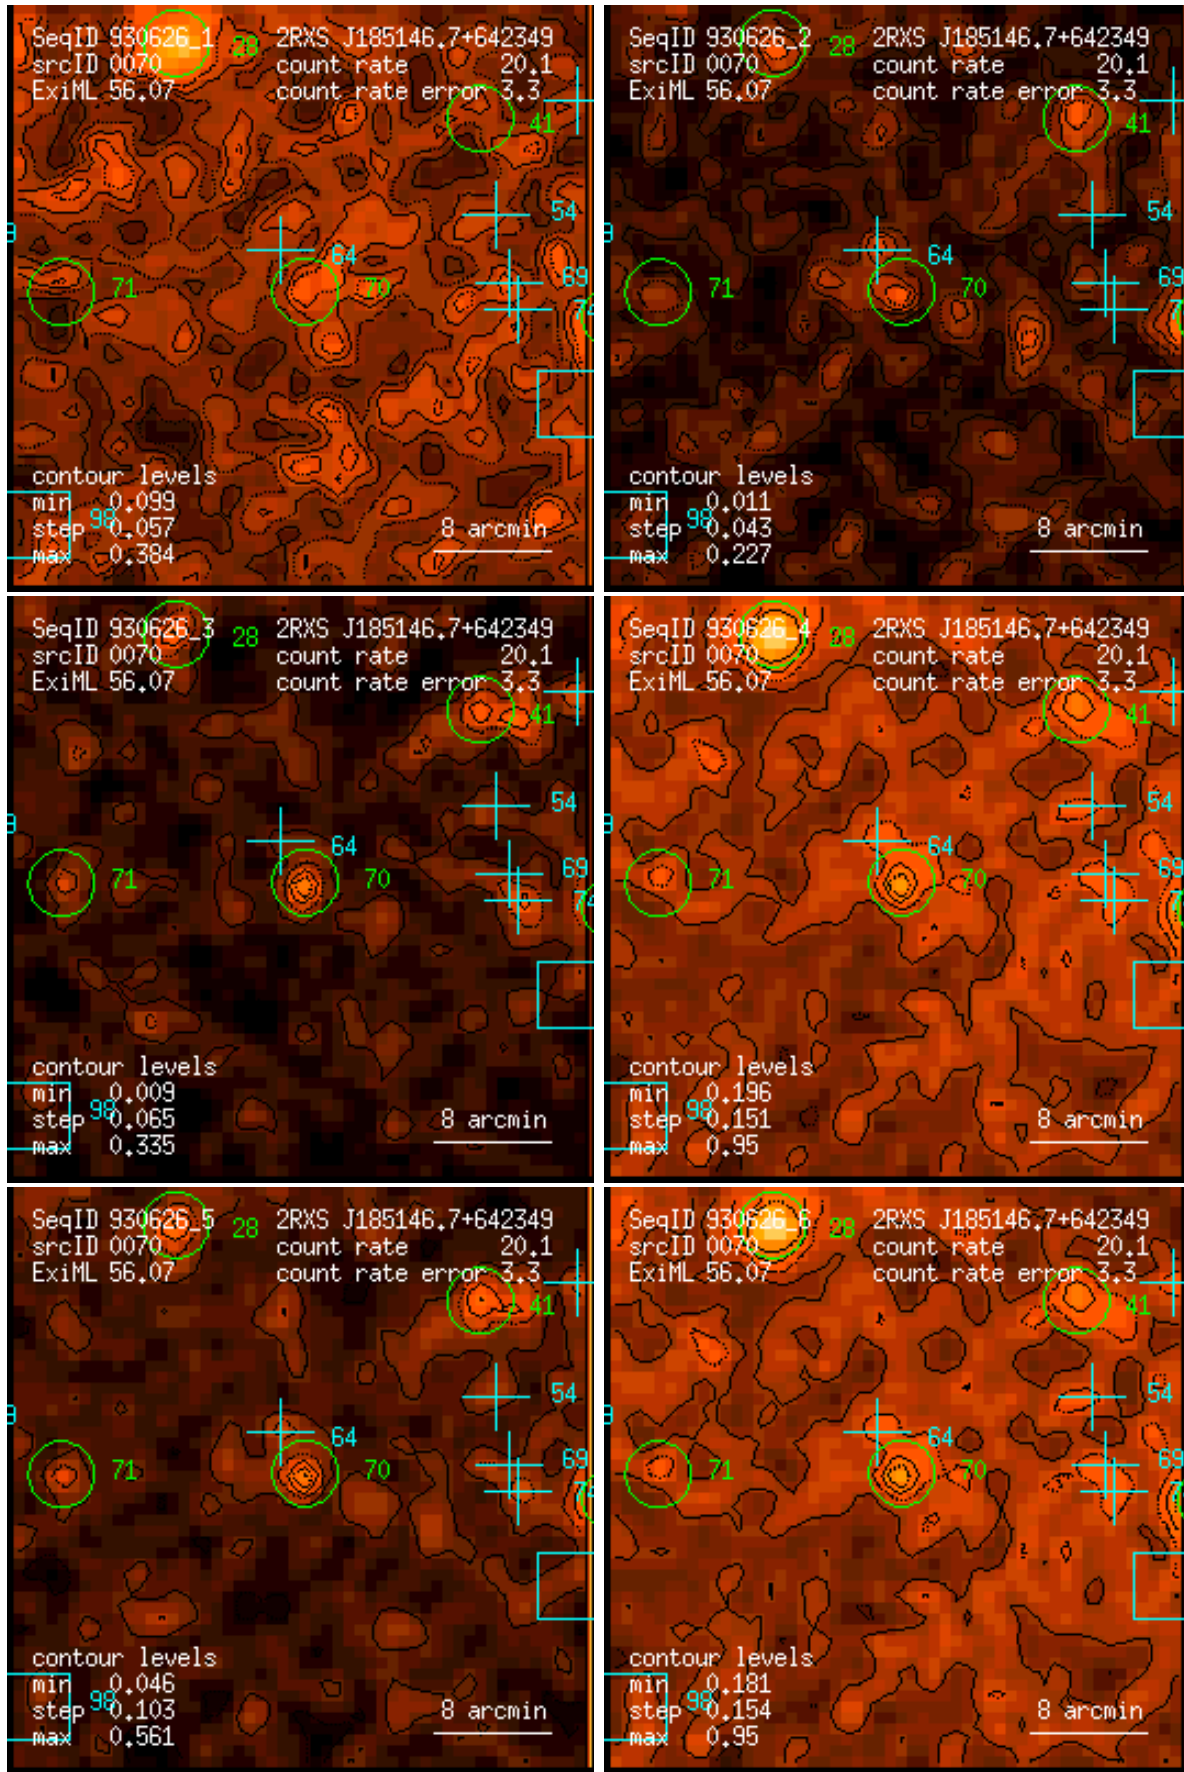 SeqID 930626_1 28 2RXS J185146.7+642349
srcID 0070 count rate 20.1
ExiML 56.07 count rate error 3.3
41
54
64
69
71 70
contour levels
min 0.099
98
step 0.057 8 arcmin
max 0.384
SeqID 930626_2 28 2RXS J185146.7+642349
srcID 0070 count rate 20.1
ExiML 56.07 count rate error 3.3
41
54
64
69
71 70
contour levels
min 0.011
98
step 0.043 8 arcmin
max 0.227
SeqID 930626_3 28 2RXS J185146.7+642349
srcID 0070 count rate 20.1
ExiML 56.07 count rate error 3.3
41
54
64
69
71 70
contour levels
min 0.009
98
step 0.065 8 arcmin
max 0.335
SeqID 930626_4 28 2RXS J185146.7+642349
srcID 0070 count rate 20.1
ExiML 56.07 count rate error 3.3
41
54
64
69
71 70
contour levels
min 0.196
98
step 0.151 8 arcmin
max 0.95
SeqID 930626_5 28 2RXS J185146.7+642349
srcID 0070 count rate 20.1
ExiML 56.07 count rate error 3.3
41
54
64
69
71 70
contour levels
min 0.046
98
step 0.103 8 arcmin
max 0.561
SeqID 930626_6 28 2RXS J185146.7+642349
srcID 0070 count rate 20.1
ExiML 56.07 count rate error 3.3
41
54
64
69
71 70
contour levels
min 0.181
98
step 0.154 8 arcmin
max 0.95